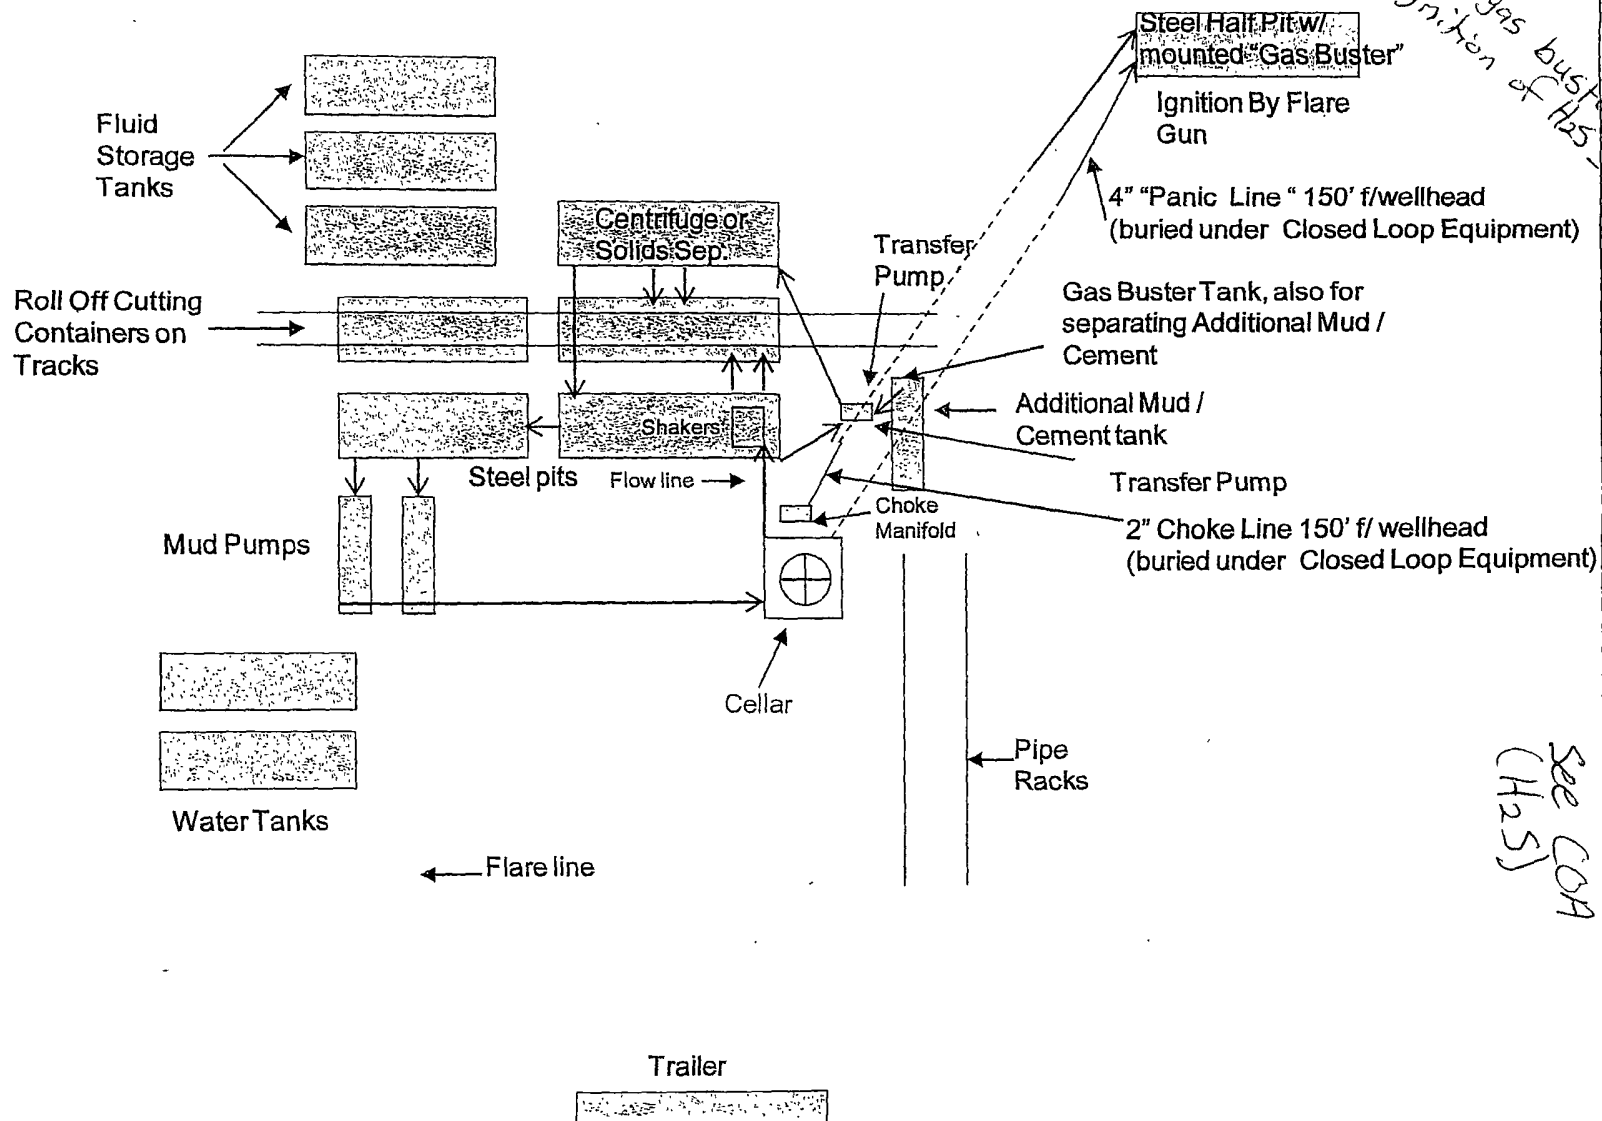 Steel Half Pit w/
mounted "Gas Buster"
gas
ignition of H2S
Ignition By Flare
Gun
Fluid
Storage
Tanks
4" "Panic Line " 150' f/wellhead
(buried under Closed Loop Equipment)
Centrifuge or
Solids Sep.
Transfer
Pump
Roll Off Cutting
Containers on
Tracks
Gas Buster Tank, also for
separating Additional Mud /
Cement
Additional Mud /
Cement tank
Shakers
Steel pits
Flow line
Transfer Pump
Choke
Manifold
2" Choke Line 150' f/ wellhead
(buried under Closed Loop Equipment)
Mud Pumps
Cellar
Pipe
Racks
See COA
(H2S)
Water Tanks
Flare line
Trailer